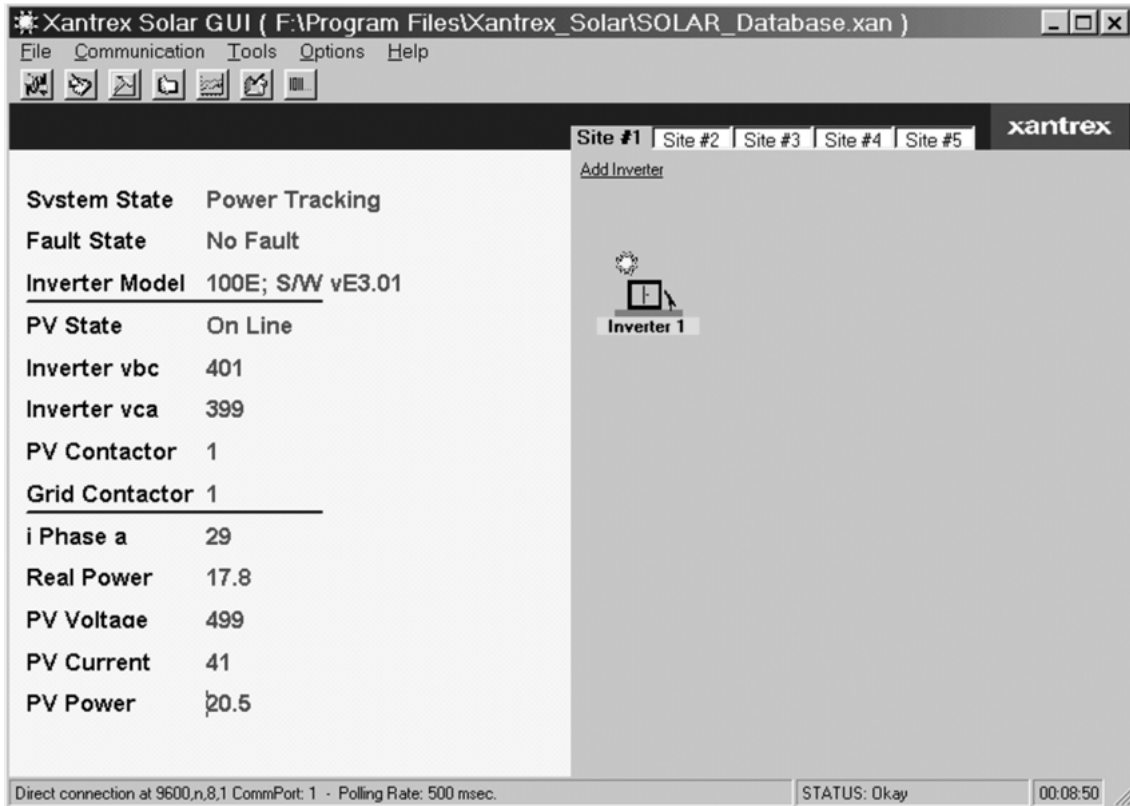 Xantrex Solar GUI ( F:\Program Files\Xantrex_Solar\SOLAR_Database.xan )
File Communication Tools Options Help
xantrex
Site #1 Site #2 Site #3 Site #4 Site #5
Add Inverter
System State Power Tracking
Fault State No Fault
Inverter Model 100E; S/W vE3.01
PV State On Line
Inverter 1
Inverter vbc 401
Inverter vca 399
PV Contactor 1
Grid Contactor 1
i Phase a 29
Real Power 17.8
PV Voltage 499
PV Current 41
PV Power 20.5
Direct connection at 9600,n,8,1 CommPort: 1 - Polling Rate: 500 msec. STATUS: Okay 00:08:50